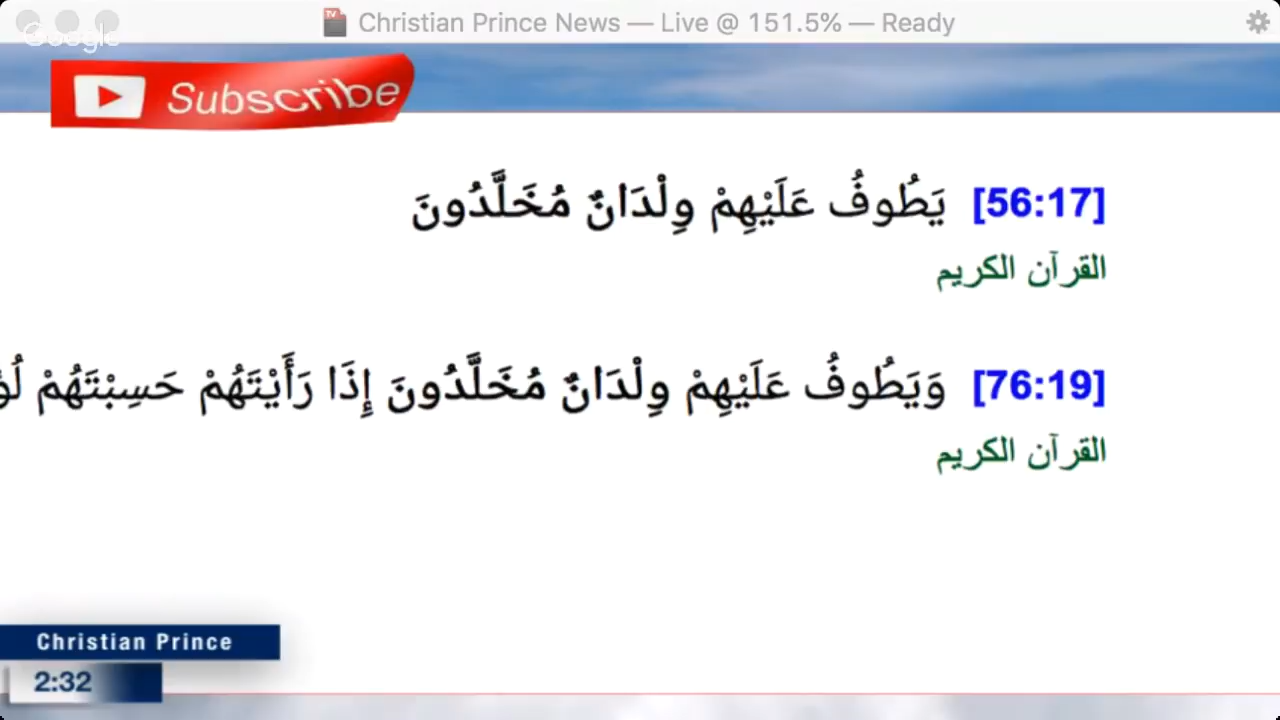 Christian Prince News — Live @ 151.5% — Ready
Google
Subscribe
[56:17] يَطُوفُ عَلَيْهِمْ وِلْدَانٌ مُخَلَّدُونَ
القرآن الكريم
[76:19] وَيَطُوفُ عَلَيْهِمْ وِلْدَانٌ مُخَلَّدُونَ إِذَا رَأَيْتَهُمْ حَسِبْتَهُمْ
القرآن الكريم
Christian Prince
2:32